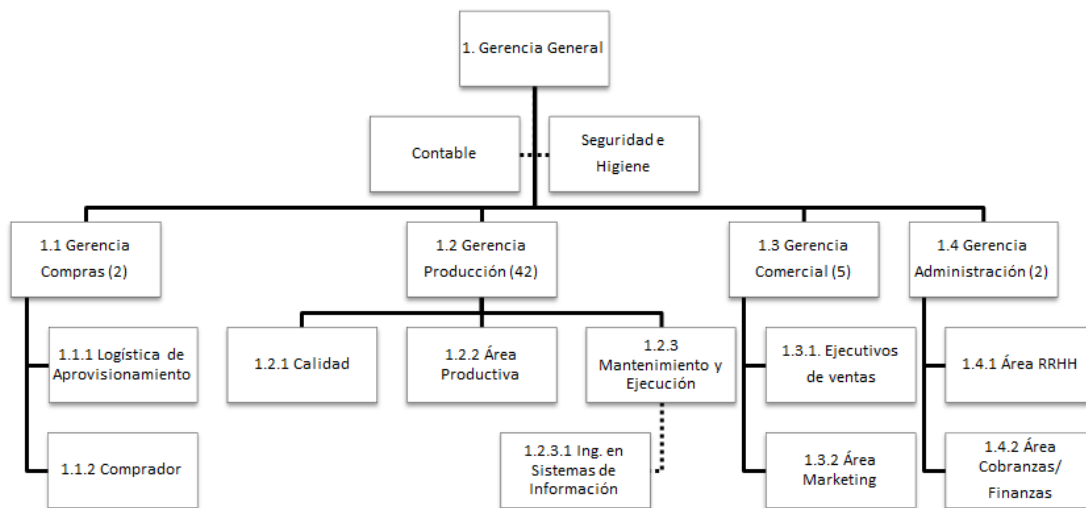 1. Gerencia General
Contable
Seguridad e
Higiene
1.1 Gerencia
Compras (2)
1.2 Gerencia
Producción (42)
1.3 Gerencia
Comercial (5)
1.4 Gerencia
Administración (2)
1.1.1 Logística de
Aprovisionamiento
1.2.1 Calidad
1.2.2 Área
Productiva
1.2.3
Mantenimiento y
Ejecución
1.3.1. Ejecutivos
de ventas
1.4.1 Área RRHH
1.1.2 Comprador
1.2.3.1 Ing. en
Sistemas de
Información
1.3.2 Área
Marketing
1.4.2 Área
Cobranzas/
Finanzas